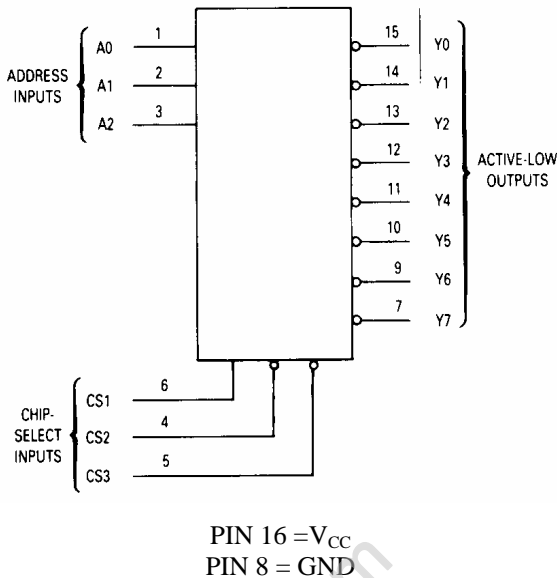 ADDRESS INPUTS
A0 1
A1 2
A2 3
15 Y0
14 Y1
13 Y2
12 Y3
11 Y4
10 Y5
9 Y6
7 Y7
ACTIVE-LOW OUTPUTS
CHIP-SELECT INPUTS
CS1 6
CS2 4
CS3 5
PIN 16 =VCC
PIN 8 = GND